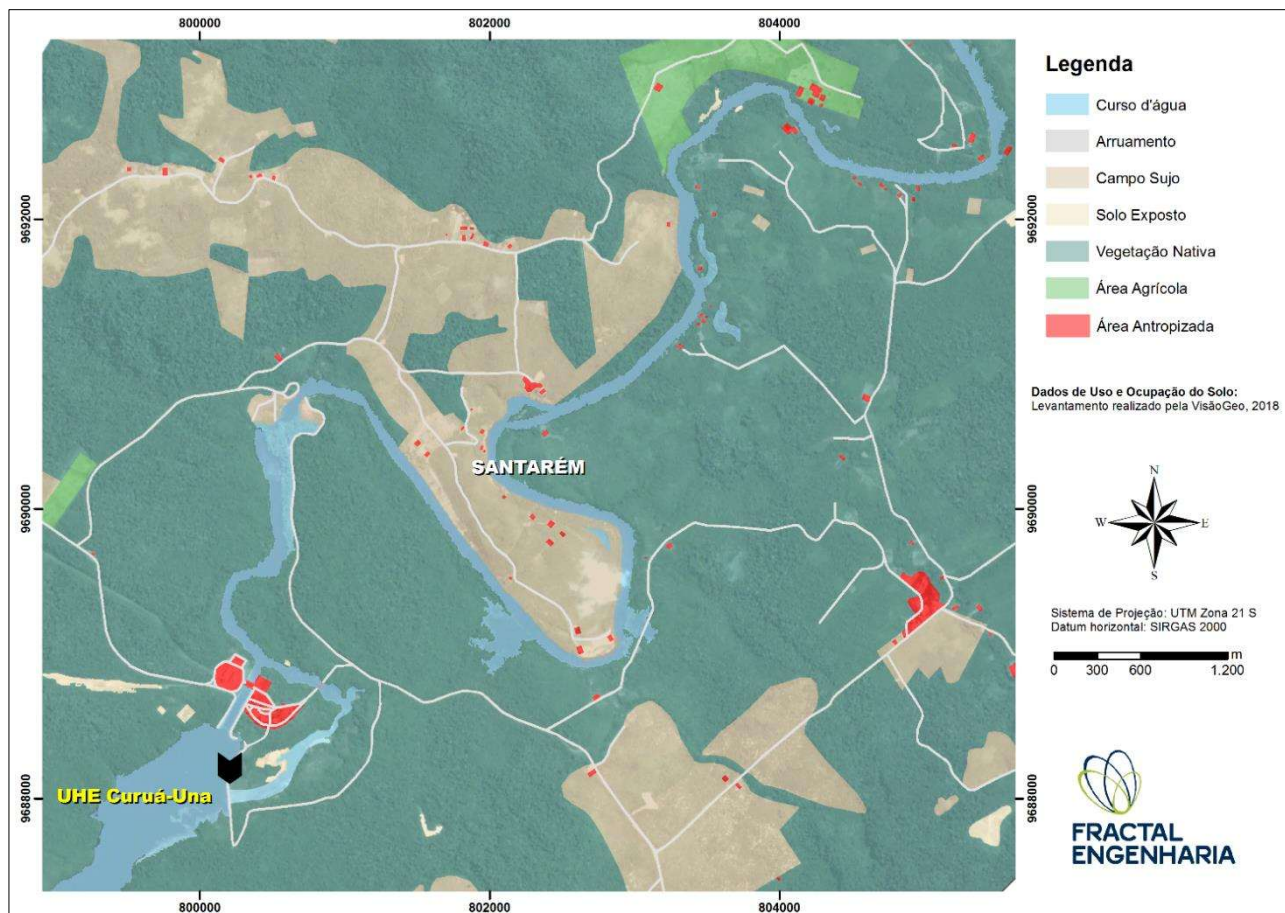 800000
802000
804000
9692000
9690000
9688000
9692000
9690000
9688000
SANTARÉM
UHE Curuá-Una
800000
802000
804000
Legenda
Curso d'água
Arruamento
Campo Sujo
Solo Exposto
Vegetação Nativa
Área Agrícola
Área Antropizada
Dados de Uso e Ocupação do Solo:
Levantamento realizado pela VisãoGeo, 2018
N
W
E
S
Sistema de Projeção: UTM Zona 21 S
Datum horizontal: SIRGAS 2000
m
0 300 600 1.200
FRACTAL
ENGENHARIA